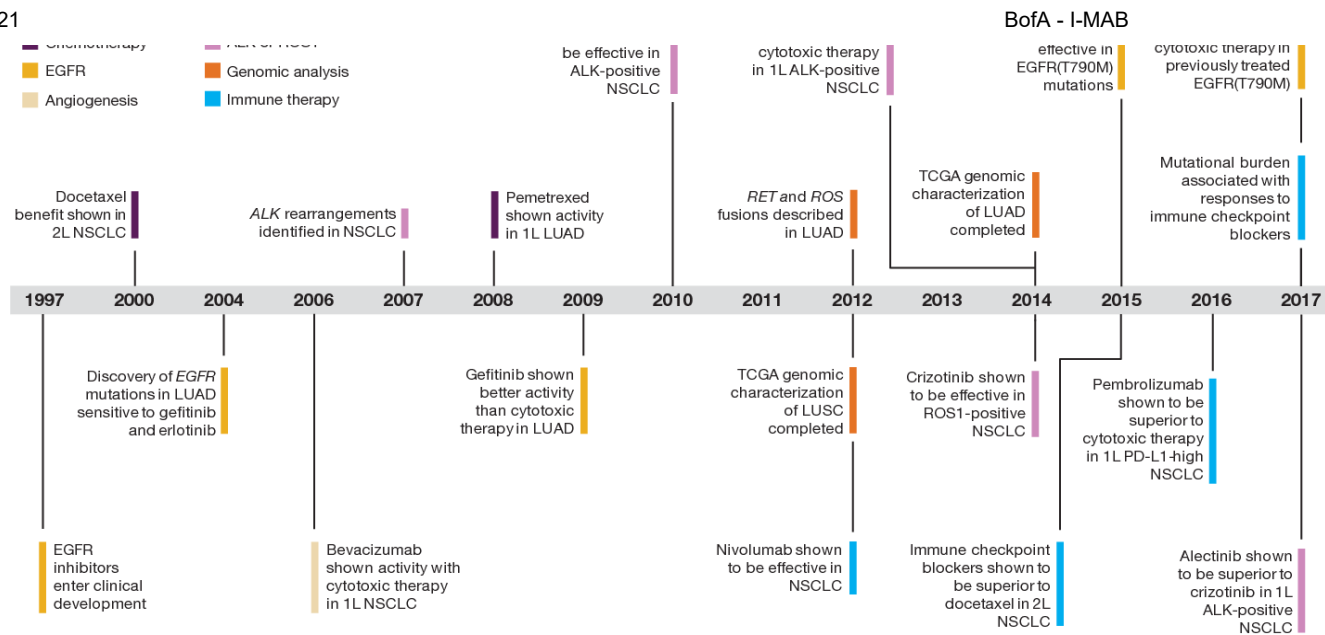 21
BofA - I-MAB
Chemotherapy
EGFR
Angiogenesis
ALK or ROS1
Genomic analysis
Immune therapy
be effective in
ALK-positive
NSCLC
cytotoxic therapy
in 1L ALK-positive
NSCLC
effective in
EGFR(T790M)
mutations
cytotoxic therapy in
previously treated
EGFR(T790M)
Docetaxel
benefit shown in
2L NSCLC
ALK rearrangements
identified in NSCLC
Pemetrexed
shown activity
in 1L LUAD
RET and ROS
fusions described
in LUAD
TCGA genomic
characterization
of LUAD
completed
Mutational burden
associated with
responses to
immune checkpoint
blockers
1997 2000 2004 2006 2007 2008 2009 2010 2011 2012 2013 2014 2015 2016 2017
Discovery of EGFR
mutations in LUAD
sensitive to gefitinib
and erlotinib
Gefitinib shown
better activity
than cytotoxic
therapy in LUAD
TCGA genomic
characterization
of LUSC
completed
Crizotinib shown
to be effective in
ROS1-positive
NSCLC
Pembrolizumab
shown to be
superior to
cytotoxic therapy
in 1L PD-L1-high
NSCLC
EGFR
inhibitors
enter clinical
development
Bevacizumab
shown activity with
cytotoxic therapy
in 1L NSCLC
Nivolumab shown
to be effective in
NSCLC
Immune checkpoint
blockers shown to
be superior to
docetaxel in 2L
NSCLC
Alectinib shown
to be superior to
crizotinib in 1L
ALK-positive
NSCLC